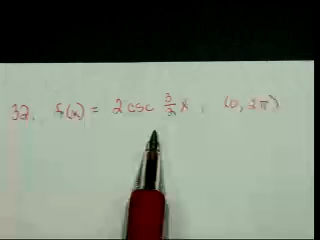 32. f(x) = 2 csc 3/2 x, (0, 2π)